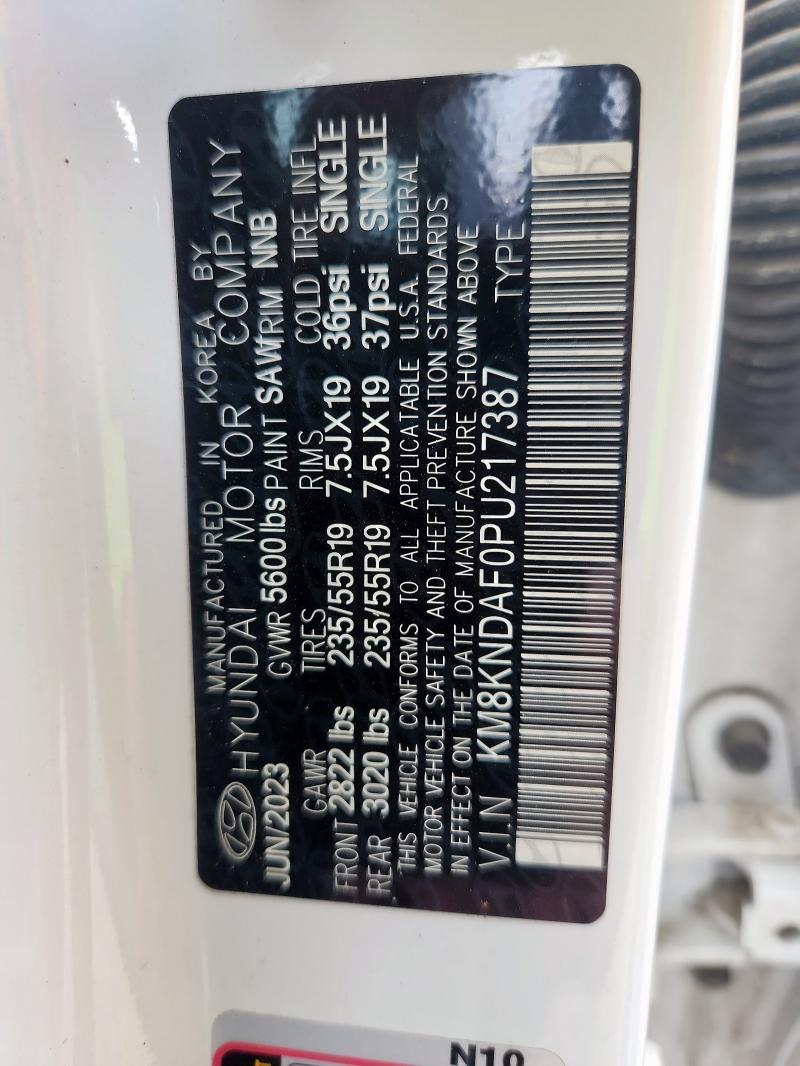 MANUFACTURED IN KOREA BY
HYUNDAI MOTOR COMPANY
JUN/2023 GVWR 5600 lbs PAINT SAW TRIM NNB
GAWR TIRES RIMS COLD TIRE INFL
FRONT 2822 lbs 235/55R19 7.5JX19 36psi SINGLE
REAR 3020 lbs 235/55R19 7.5JX19 37psi SINGLE
THIS VEHICLE CONFORMS TO ALL APPLICATABLE U.S.A. FEDERAL
MOTOR VEHICLE SAFETY AND THEFT PREVENTION STANDARDS
IN EFFECT ON THE DATE OF MANUFACTURE SHOWN ABOVE
V.I.N KM8KNDAF0PU217387 TYPE
N10